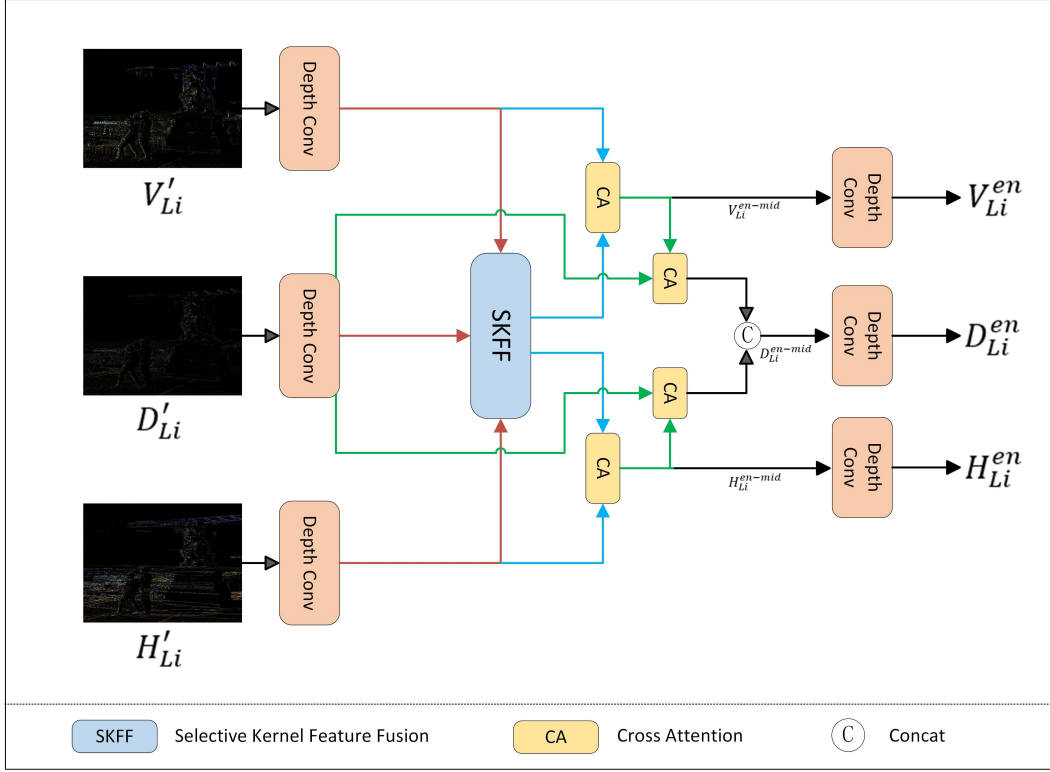 Depth Conv
V′Li
CA
V^{en-mid}_{Li}
Depth Conv
V^{en}_{Li}
CA
Depth Conv
D′Li
SKFF
C
D^{en-mid}_{Li}
Depth Conv
D^{en}_{Li}
CA
CA
H^{en-mid}_{Li}
Depth Conv
H^{en}_{Li}
Depth Conv
H′Li
SKFF Selective Kernel Feature Fusion CA Cross Attention C Concat